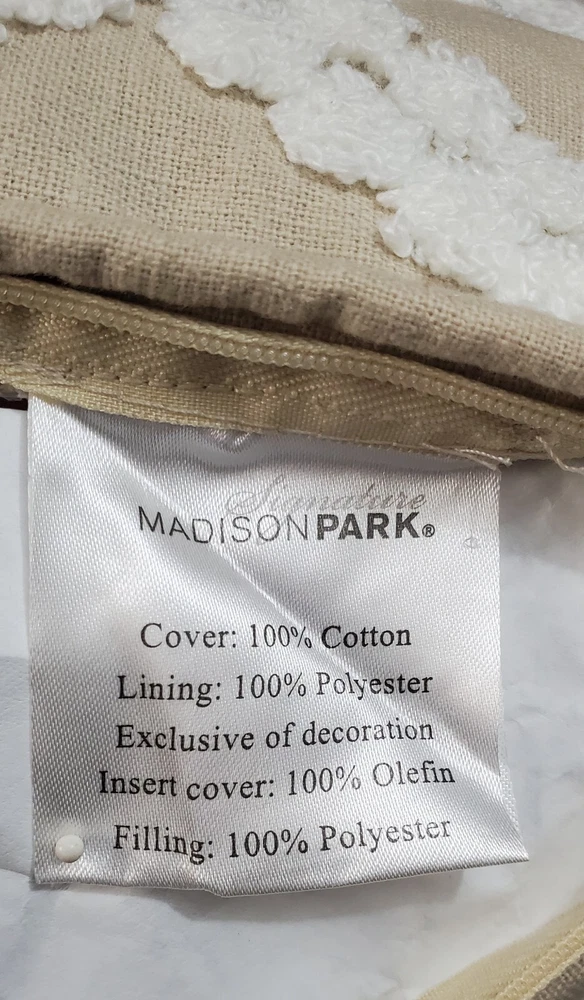 Signature
MADISONPARK®
Cover: 100% Cotton
Lining: 100% Polyester
Exclusive of decoration
Insert cover: 100% Olefin
Filling: 100% Polyester